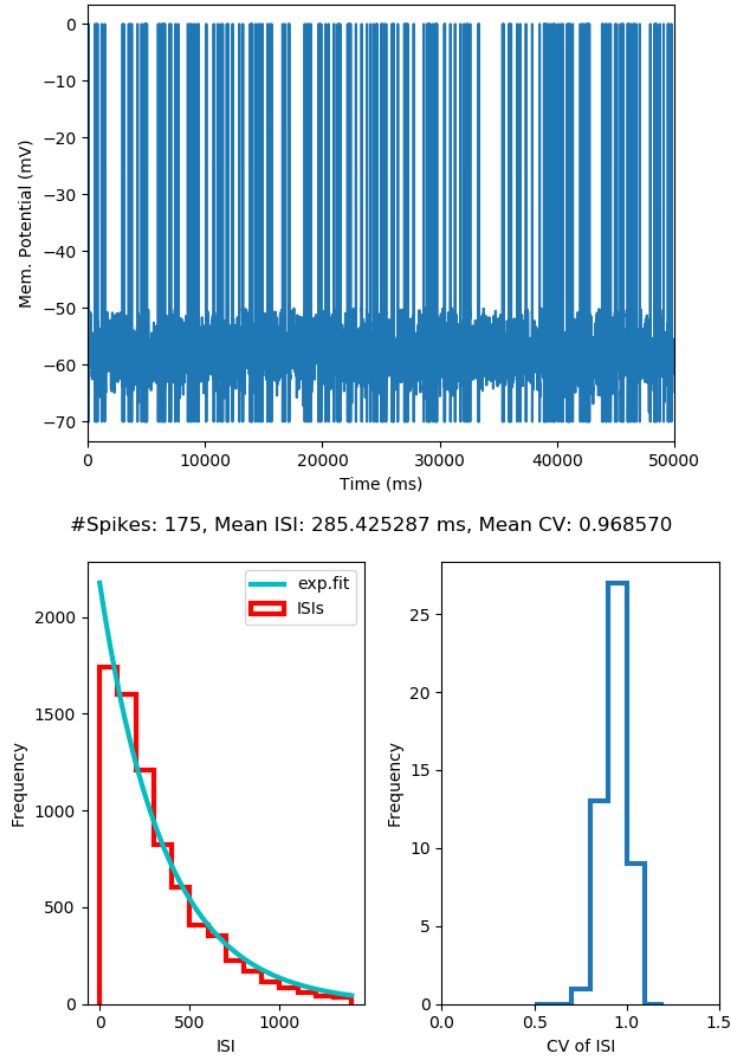 0
−10
−20
−30
−40
−50
−60
−70
Mem. Potential (mV)
0 10000 20000 30000 40000 50000
Time (ms)
#Spikes: 175, Mean ISI: 285.425287 ms, Mean CV: 0.968570
exp.fit
ISIs
2000
1500
1000
500
0
Frequency
0 500 1000
ISI
25
20
15
10
5
0
Frequency
0.0 0.5 1.0 1.5
CV of ISI